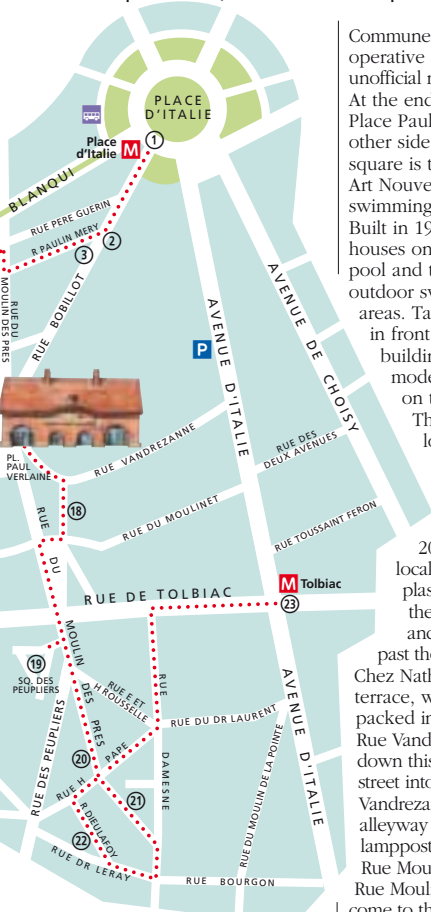 PLACE
D'ITALIE
Place
d'Italie
M
1
BLANQUI
RUE PERE GUERIN
R PAULIN MERY
2
3
RUE DU
MOULIN DES PRES
RUE BOBILLOT
AVENUE D'ITALIE
AVENUE DE CHOISY
P
PL.
PAUL
VERLAINE
RUE VANDREZANNE
RUE DES
DEUX AVENUES
18
RUE DU MOULINET
RUE TOUSSAINT FERON
RUE DU MOULIN DES PRES
RUE DE TOLBIAC
M Tolbiac
23
19
SQ. DES
PEUPLIERS
RUE E ET
H ROUSSELLE
RUE DAMESNE
RUE DU DR LAURENT
AVENUE D'ITALIE
RUE DES PEUPLIERS
20
RUE H PAPE
21
R DIEULAFOY
22
RUE DU MOULIN DE LA POINTE
RUE DR LERAY
RUE BOURGON
Commune
operative
unofficial
At the end
Place Paul
other side
square is t
Art Nouve
swimming
Built in 19
houses on
pool and t
outdoor sw
areas. Ta
in front
building
mode
on t
Th
lo
20
local
plas
the
and
past the
Chez Nath
terrace, w
packed in
Rue Vand
down this
street into
Vandreza
alleyway
lamppost
Rue Mou
Rue Mouli
come to th